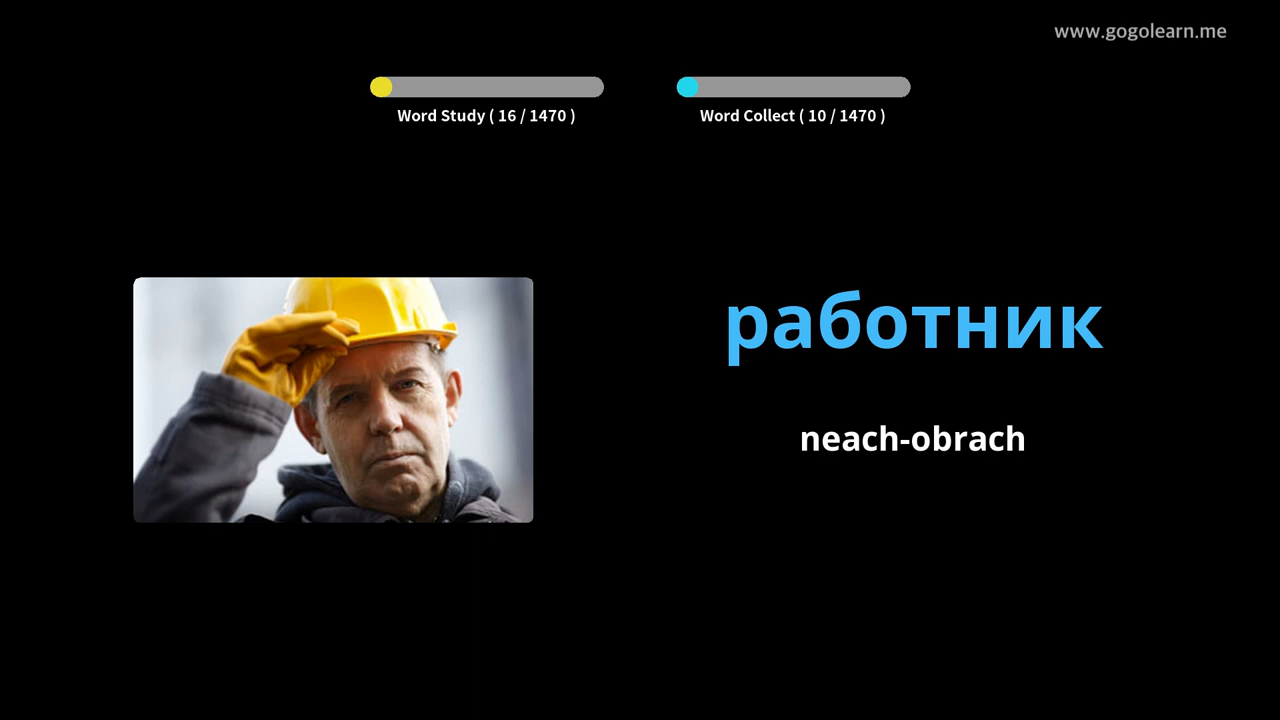 www.gogolearn.me
Word Study ( 16 / 1470 )
Word Collect ( 10 / 1470 )
работник
neach-obrach